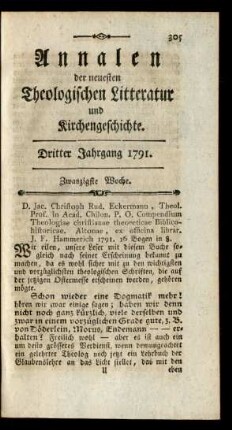 305
Annalen
der neuesten
Theologischen Litteratur
und
Kirchengeschichte.
Dritter Jahrgang 1791.
Zwanzigste Woche.
D. Jac. Christoph Rud. Eckermann, Theol.
Prof. in Acad. Chilon. P. O. Compendium
Theologiae christianae theoreticae Biblico-
historicae. Altonae, ex officina librar.
J. F. Hammerich 1791. 16 Bogen in 8.
Wir eilen, unsere Leser mit diesem Buche so-
gleich nach seiner Erscheinung bekannt zu
machen, da es wohl sicher mit zu den wichtigsten
und vorzüglichsten theologischen Schriften, die auf
der jetzigen Ostermesse erschienen werden, gehören
mögte.
Schon wieder eine Dogmatik mehr!
hören wir zwar einige sagen; haben wir denn
nicht noch ganz kürzlich, viele derselben und
zwar in einem vorzüglichen Grade gute, z. B.
von Döderlein, Morus, Endemann — — er-
halten? Freilich wohl — aber es ist auch ein
um desto grösseres Verdienst, wenn demungeachtet
ein gelehrter Theolog noch jetzt ein Lehrbuch der
Glaubenslehre an das Licht stellet, das mit den
U eben